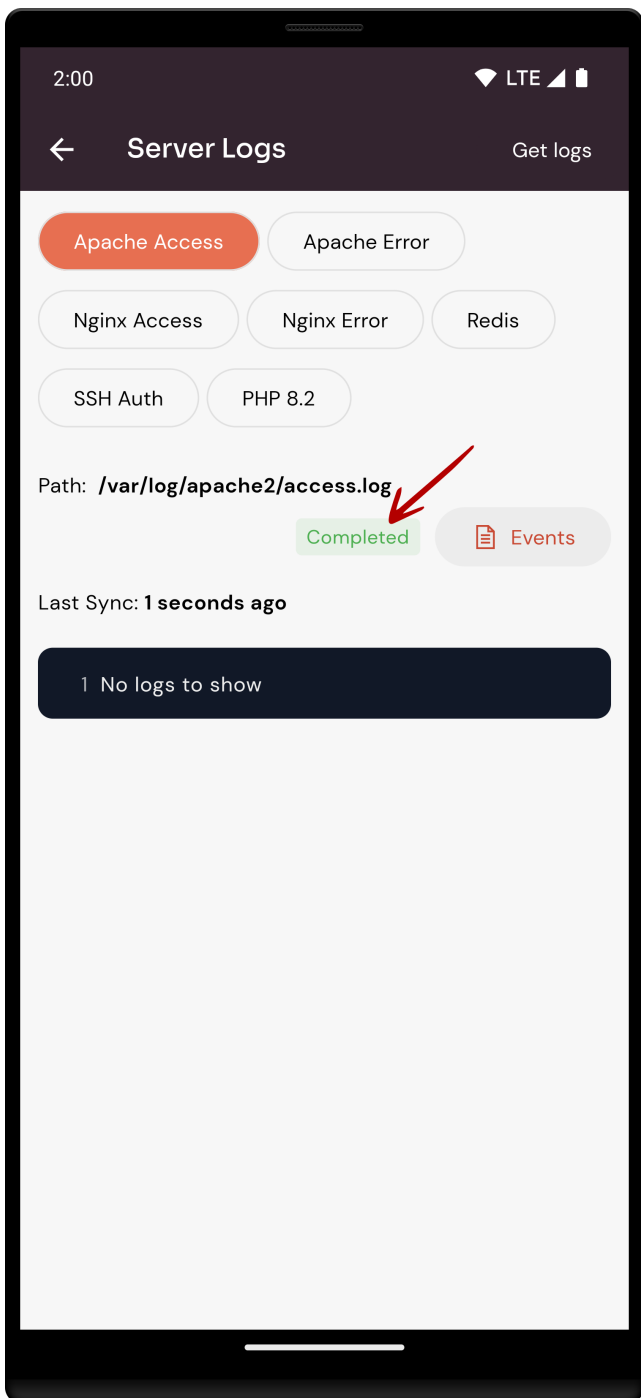 2:00 LTE
Server Logs Get logs
Apache Access Apache Error
Nginx Access Nginx Error Redis
SSH Auth PHP 8.2
Path: /var/log/apache2/access.log
Completed Events
Last Sync: 1 seconds ago
1 No logs to show